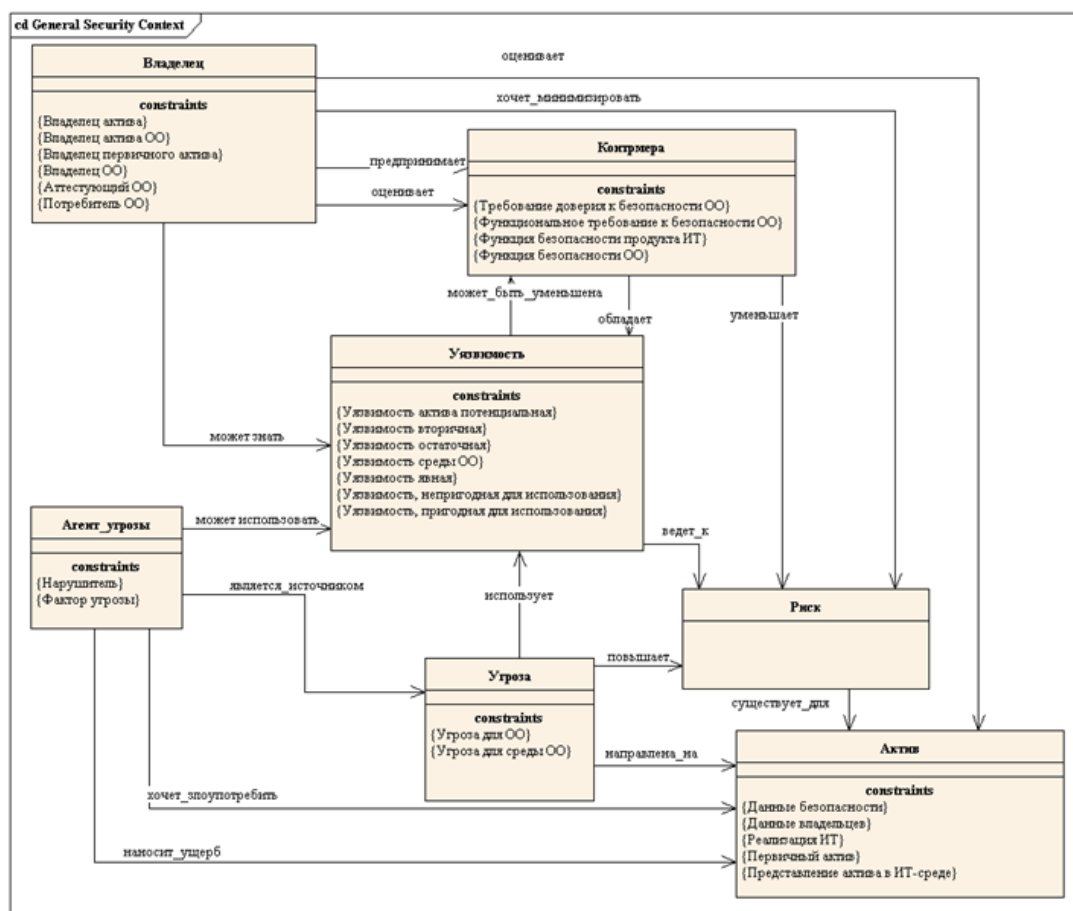 cd General Security Context
Владелец
constraints
{Владелец актива}
{Владелец актива ОО}
{Владелец первичного актива}
{Владелец ОО}
{Аттестующий ОО}
{Потребитель ОО}
оценивает
хочет_минимизировать
предпринимает
оценивает
Контрмера
constraints
{Требование доверия к безопасности ОО}
{Функциональное требование к безопасности ОО}
{Функция безопасности продукта ИТ}
{Функция безопасности ОО}
может_быть_уменьшена
обладает
уменьшает
Уязвимость
constraints
{Уязвимость актива потенциальная}
{Уязвимость вторичная}
{Уязвимость остаточная}
{Уязвимость среды ОО}
{Уязвимость явная}
{Уязвимость, непригодная для использования}
{Уязвимость, пригодная для использования}
может знать
Агент_угрозы
constraints
{Нарушитель}
{Фактор угрозы}
может использовать
является_источником
ведет_к
использует
Риск
Угроза
constraints
{Угроза для ОО}
{Угроза для среды ОО}
повышает
существует_для
направлена_на
Актив
constraints
{Данные безопасности}
{Данные владельцев}
{Реализация ИТ}
{Первичный актив}
{Представление актива в ИТ-среде}
хочет_злоупотребить
наносит_ущерб